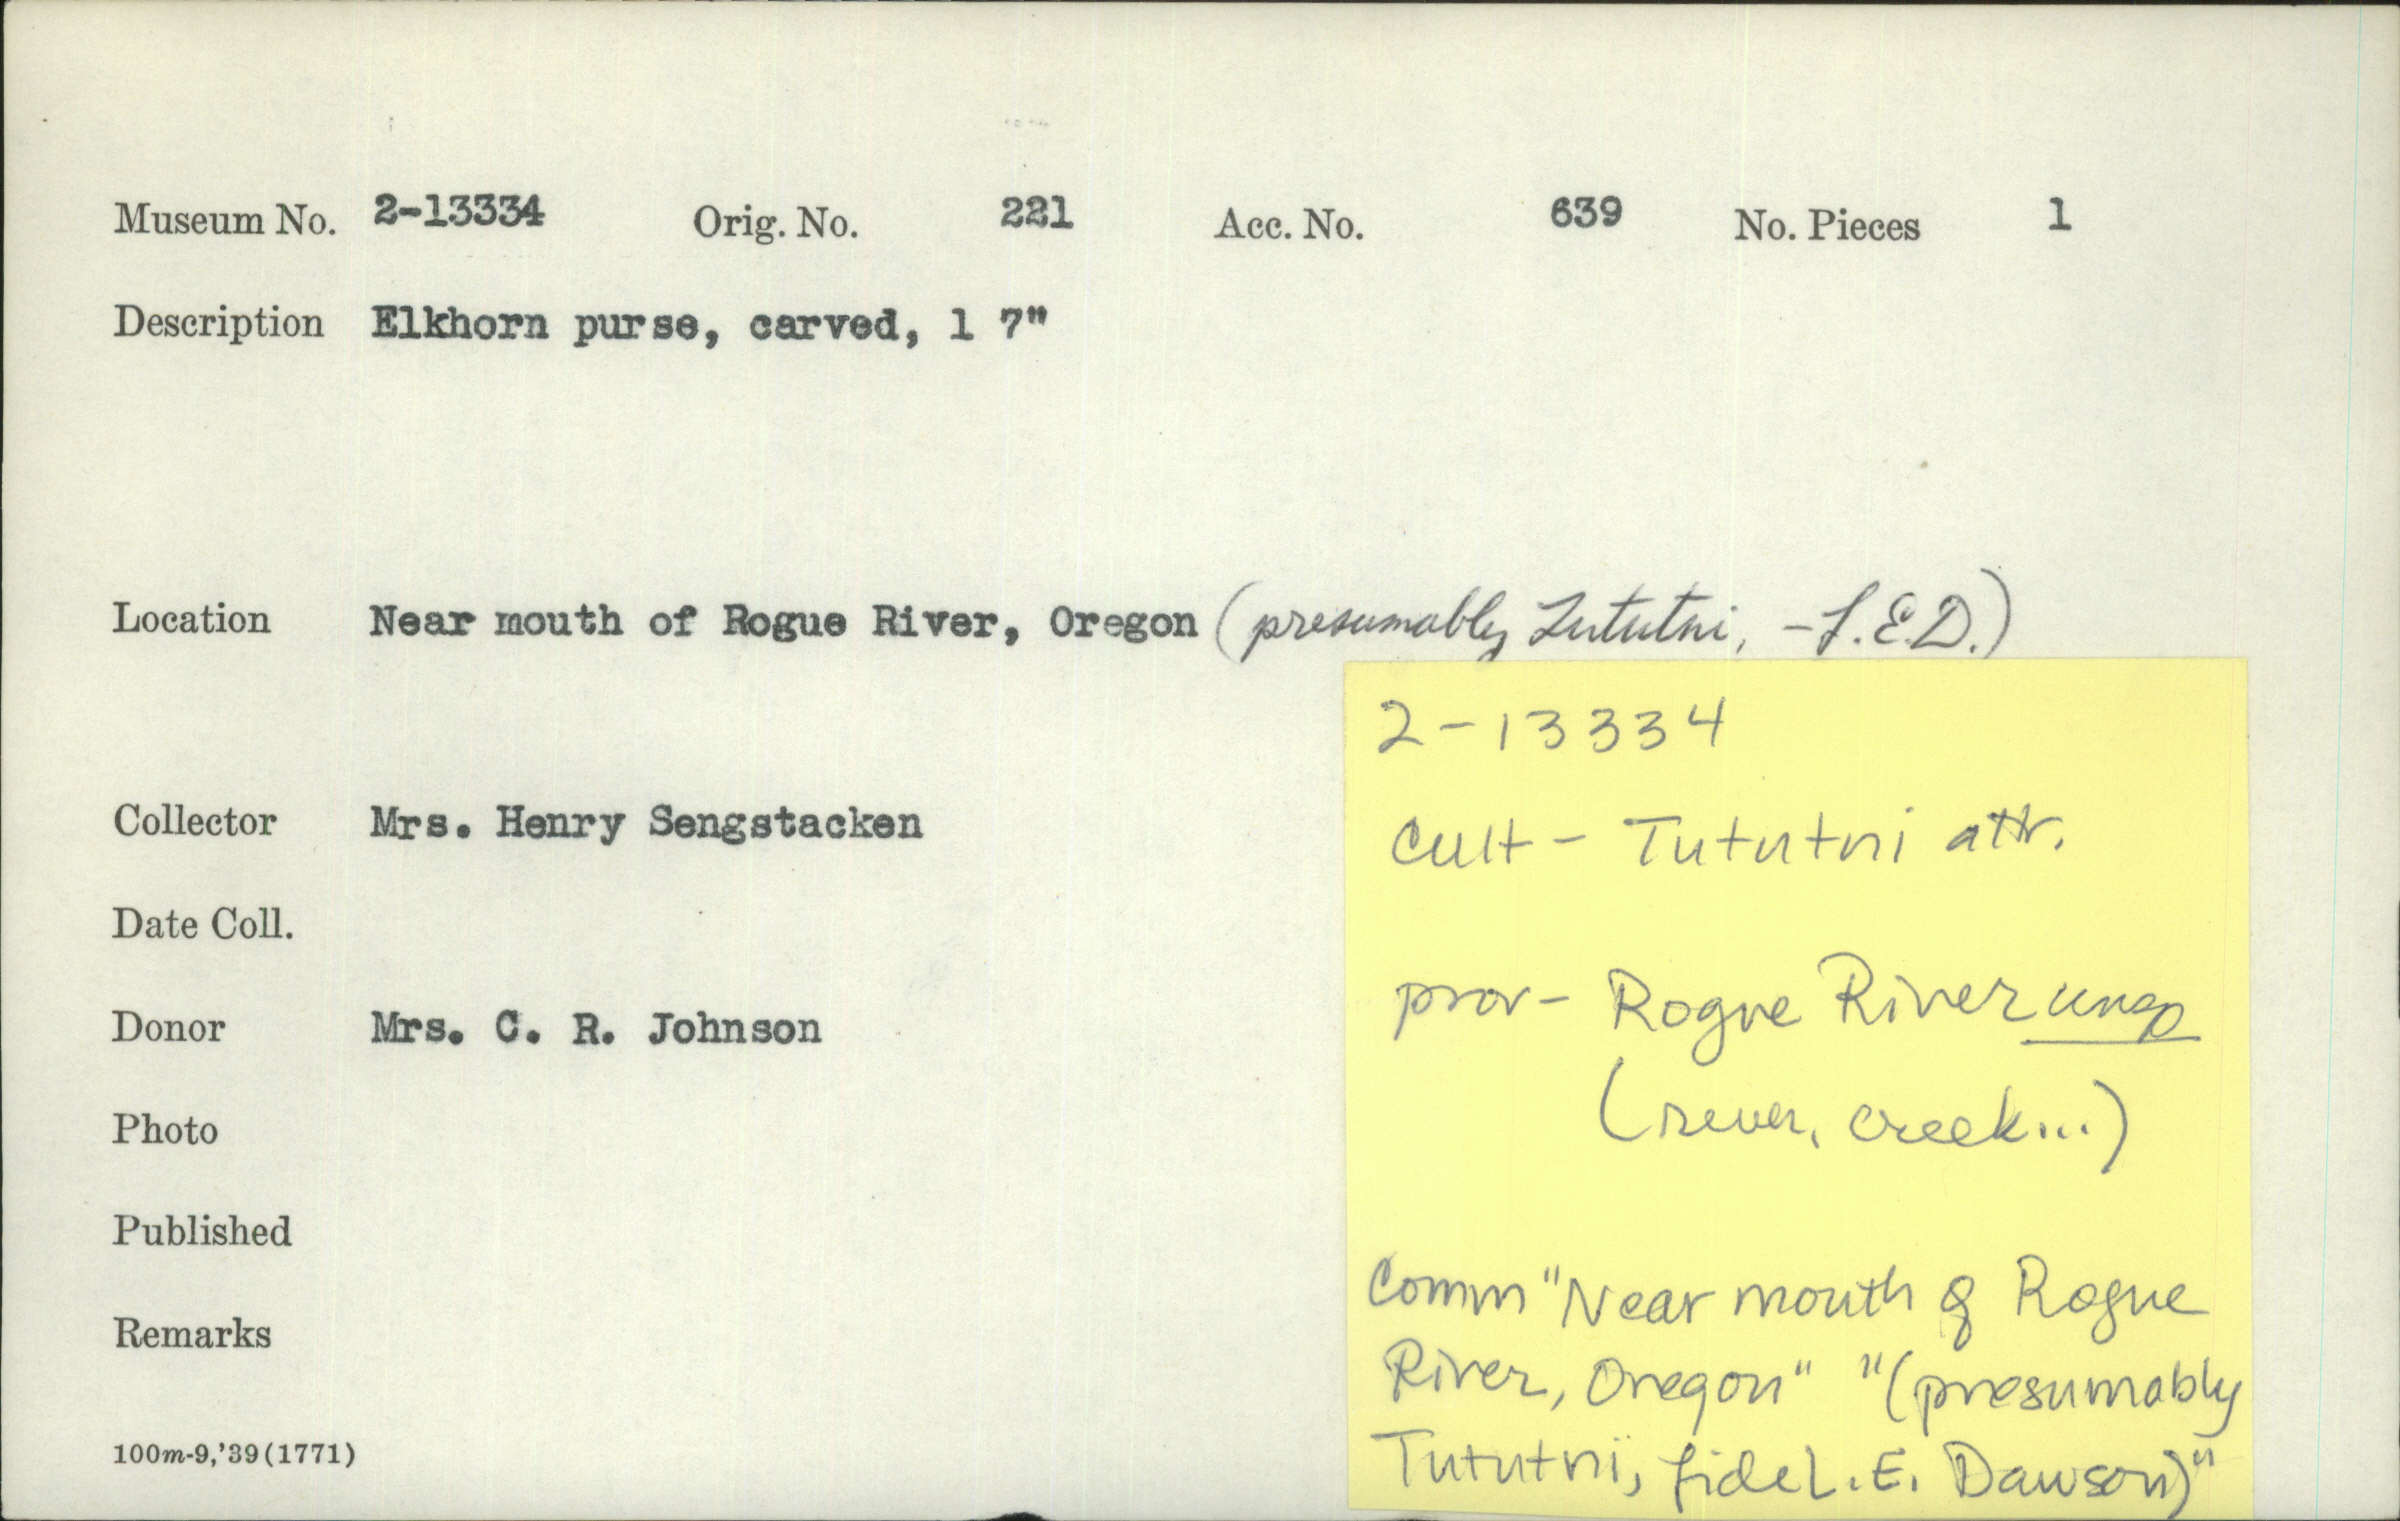 Museum No. 2-13334 Orig. No. 221 Acc. No. 639 No. Pieces 1
Description Elkhorn purse, carved, l 7"
Location Near mouth of Rogue River, Oregon (presumably Tututni, -L.E.D.)
Collector Mrs. Henry Sengstacken
Date Coll.
Donor Mrs. C. R. Johnson
Photo
Published
Remarks
100m-9,'39(1771)
2-13334
Cult - Tututni attr.
prov - Rogue River unsp
(river, creek...)
Comm "Near mouth of Rogue
River, Oregon" "(presumably
Tututni, fide L.E. Dawson)"